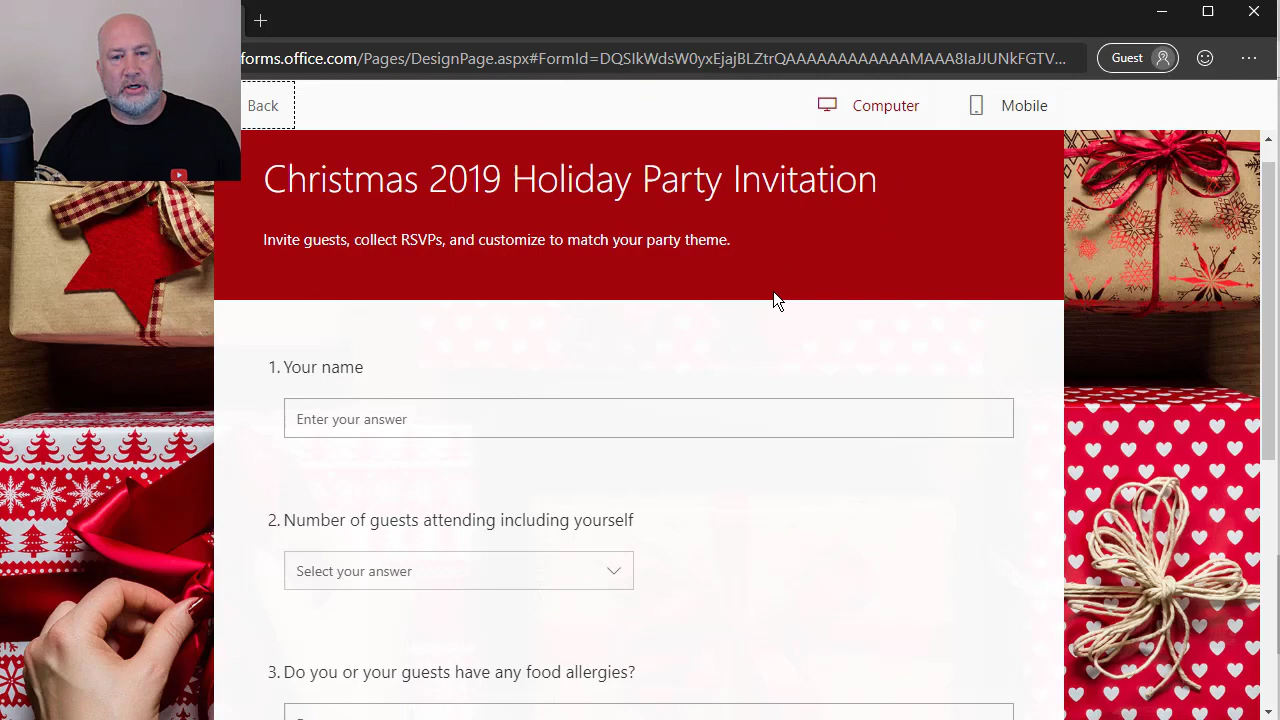 forms.office.com/Pages/DesignPage.aspx#FormId=DQSIkWdsW0yxEjajBLZtrQAAAAAAAAAAAAMAAA8IaJJUNkFGTV...
Guest
Back
Computer
Mobile
Christmas 2019 Holiday Party Invitation
Invite guests, collect RSVPs, and customize to match your party theme.
1. Your name
Enter your answer
2. Number of guests attending including yourself
Select your answer
3. Do you or your guests have any food allergies?